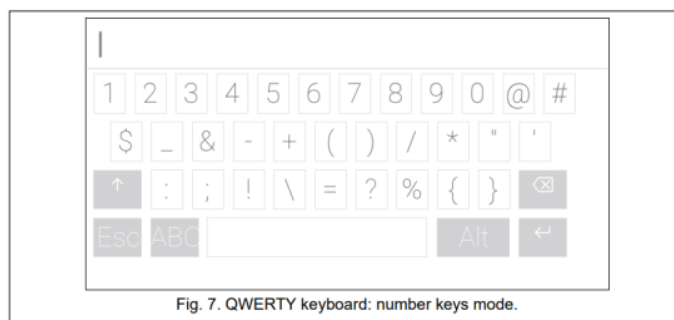 1 2 3 4 5 6 7 8 9 0 @ #
$ _ & - + ( ) / * " '
: ; ! \ = ? % { }
Esc ABC Alt
Fig. 7. QWERTY keyboard: number keys mode.